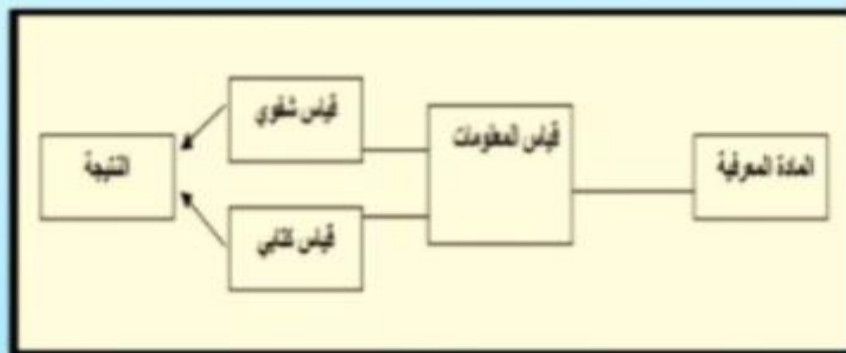 المادة المعرفية
قياس المعلومات
قياس شفوي
قياس كتابي
النتيجة